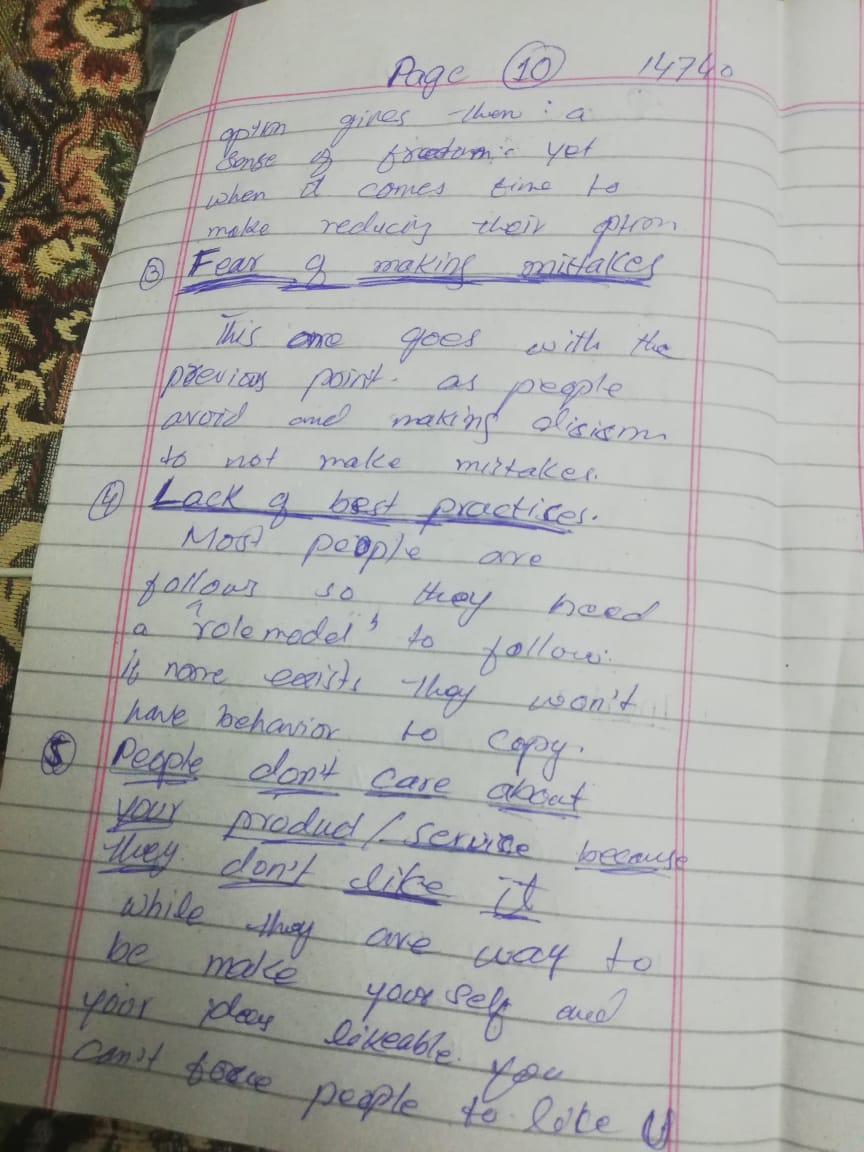 Page 10 14740
option gives them : a
sense of freedom yet
when it comes time to
make reducing their option
③ Fear of making mistakes
This one goes with the
previous point. as people
avoid and making disism
to not make mistakes.
④ Lack of best practices.
Most people are
follows so they need
a "role model" to follow.
if none exists they won't
have behavior to copy.
⑤ People don't care about
your product / service because
they don't like it
while they are way to
be make yourself and
your ideas likeable. you
can't force people to like U